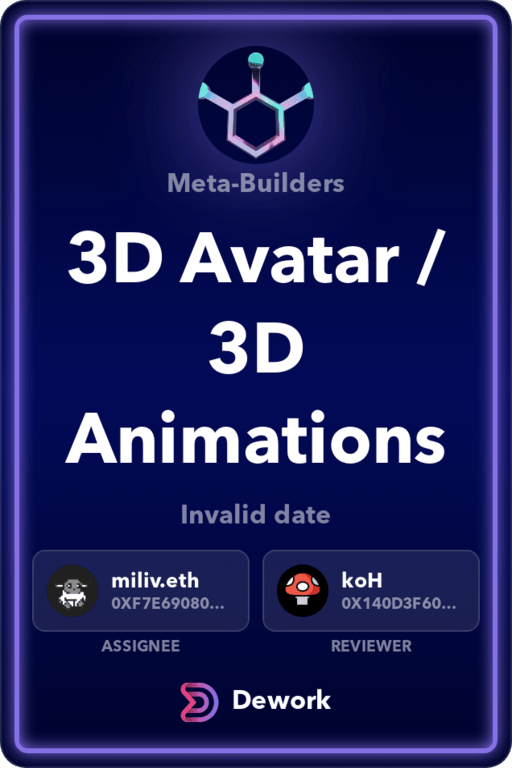 Meta-Builders
3D Avatar /
3D
Animations
Invalid date
miliv.eth
0XF7E69080...
koH
0X140D3F60...
ASSIGNEE
REVIEWER
Dework